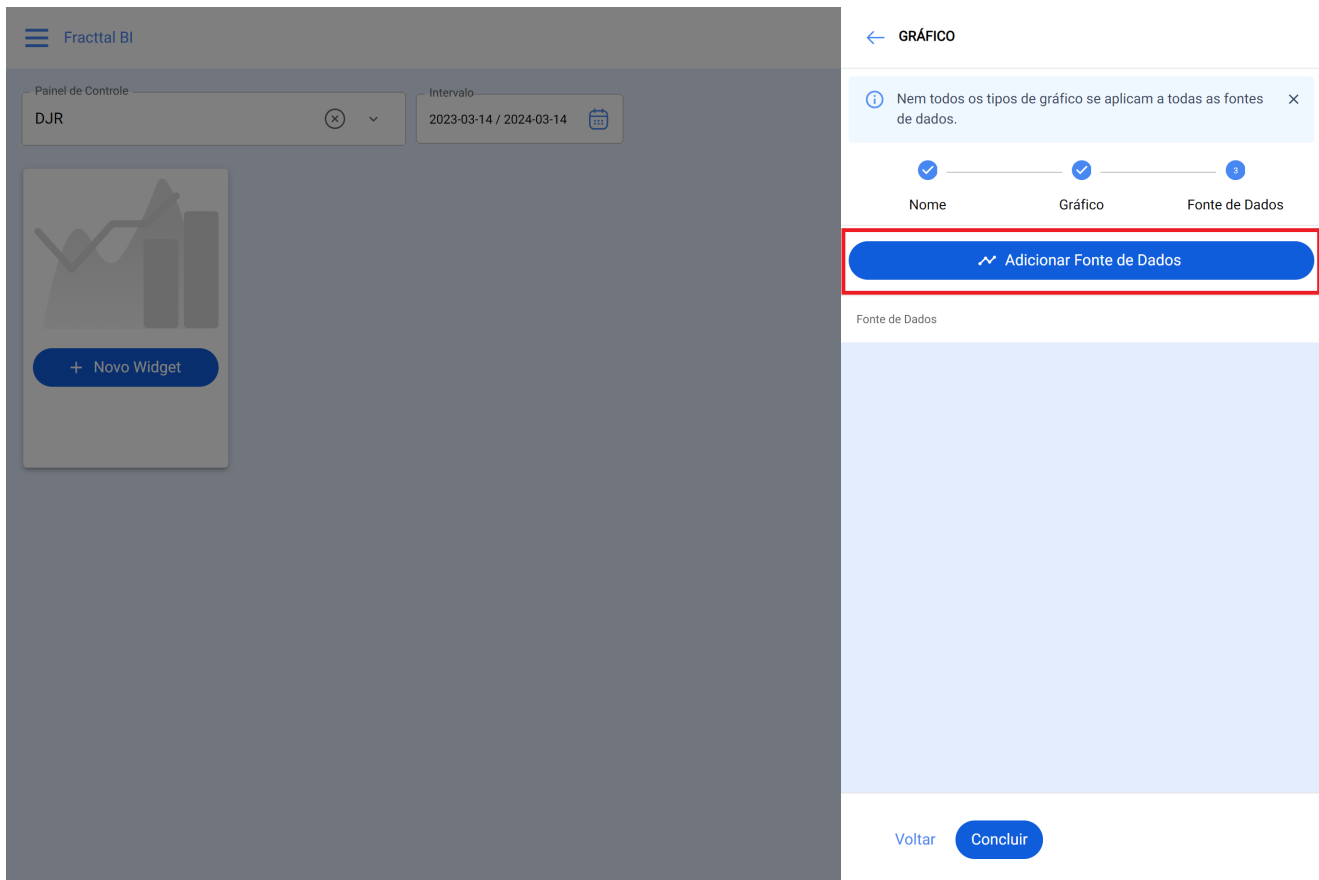 Fracttal BI
Painel de Controle
DJR
Intervalo
2023-03-14 / 2024-03-14
+ Novo Widget
GRÁFICO
Nem todos os tipos de gráfico se aplicam a todas as fontes
de dados.
3
Nome
Gráfico
Fonte de Dados
Adicionar Fonte de Dados
Fonte de Dados
Voltar
Concluir